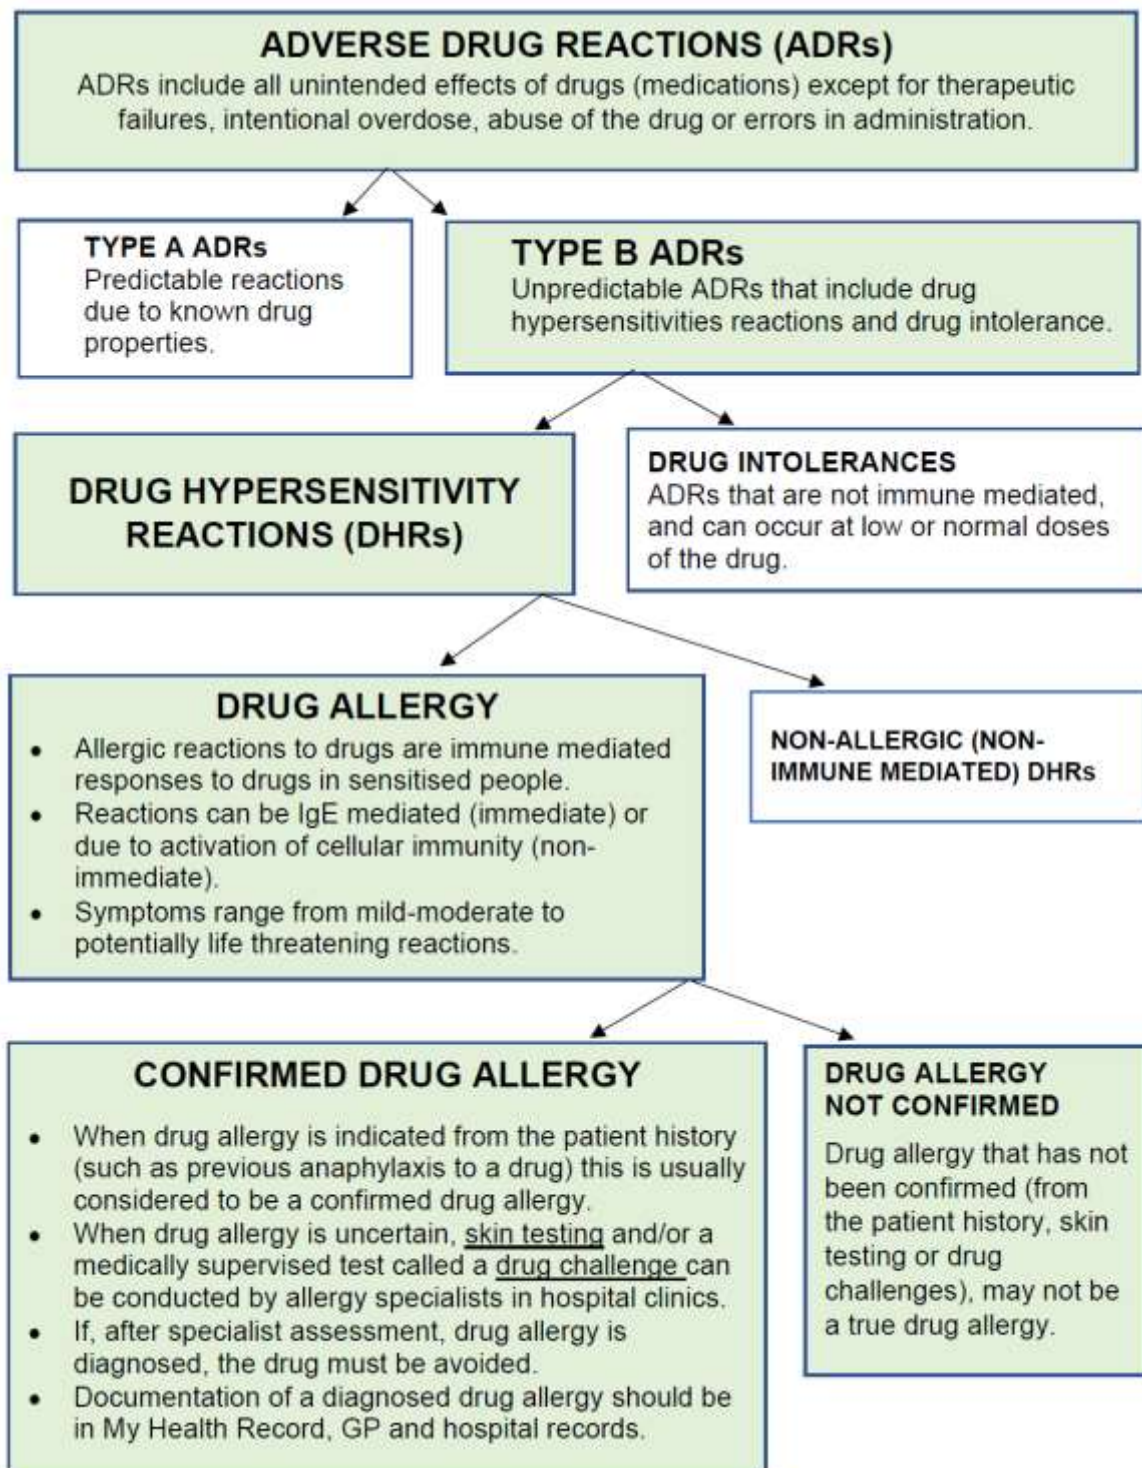 ADVERSE DRUG REACTIONS (ADRs)
ADRs include all unintended effects of drugs (medications) except for therapeutic
failures, intentional overdose, abuse of the drug or errors in administration.
TYPE A ADRs
Predictable reactions
due to known drug
properties.
TYPE B ADRs
Unpredictable ADRs that include drug
hypersensitivities reactions and drug intolerance.
DRUG HYPERSENSITIVITY
REACTIONS (DHRs)
DRUG INTOLERANCES
ADRs that are not immune mediated,
and can occur at low or normal doses
of the drug.
DRUG ALLERGY
• Allergic reactions to drugs are immune mediated
responses to drugs in sensitised people.
• Reactions can be IgE mediated (immediate) or
due to activation of cellular immunity (non-
immediate).
• Symptoms range from mild-moderate to
potentially life threatening reactions.
NON-ALLERGIC (NON-
IMMUNE MEDIATED) DHRs
CONFIRMED DRUG ALLERGY
• When drug allergy is indicated from the patient history
(such as previous anaphylaxis to a drug) this is usually
considered to be a confirmed drug allergy.
• When drug allergy is uncertain, skin testing and/or a
medically supervised test called a drug challenge can
be conducted by allergy specialists in hospital clinics.
• If, after specialist assessment, drug allergy is
diagnosed, the drug must be avoided.
• Documentation of a diagnosed drug allergy should be
in My Health Record, GP and hospital records.
DRUG ALLERGY
NOT CONFIRMED
Drug allergy that has not
been confirmed (from
the patient history, skin
testing or drug
challenges), may not be
a true drug allergy.